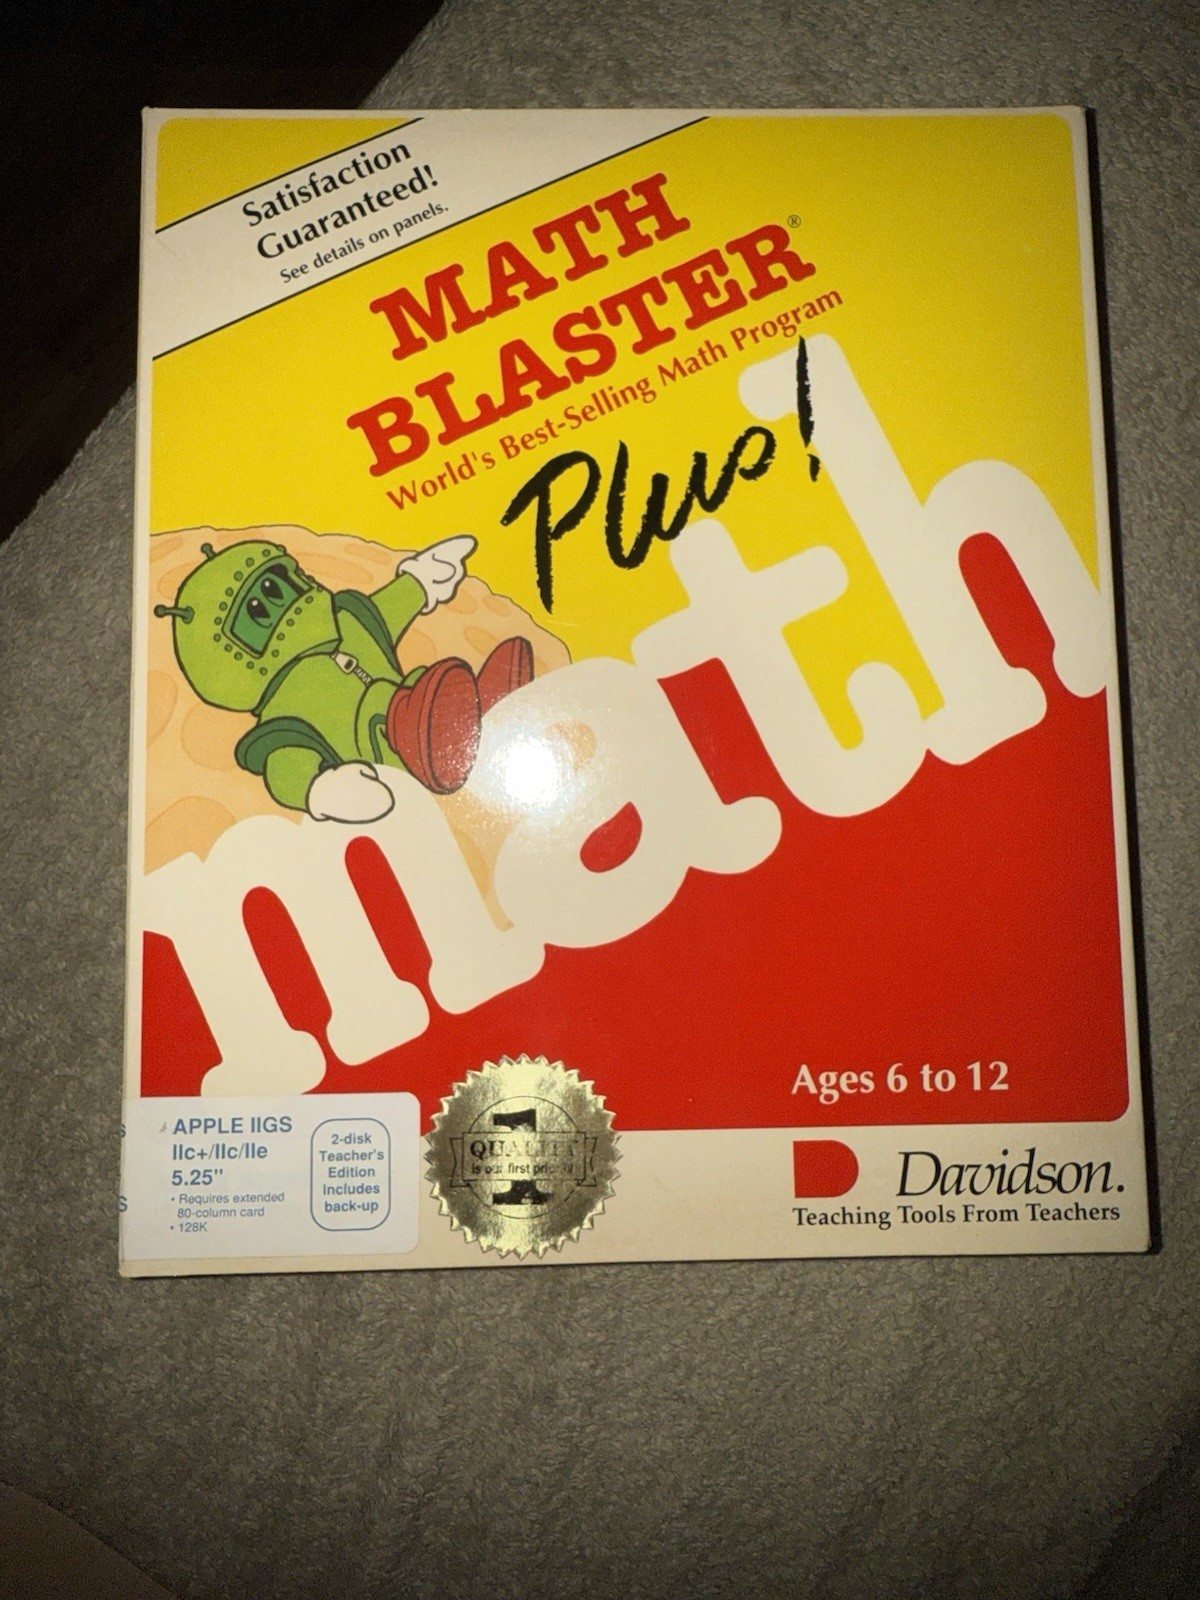 Satisfaction
Guaranteed!
See details on panels.
MATH
BLASTER®
World's Best-Selling Math Program
Plus!
math
Ages 6 to 12
APPLE IIGS
IIc+/IIc/IIe
5.25"
• Requires extended
80-column card
• 128K
2-disk
Teacher's
Edition
includes
back-up
1
QUALITY
is our first priority
Davidson.
Teaching Tools From Teachers